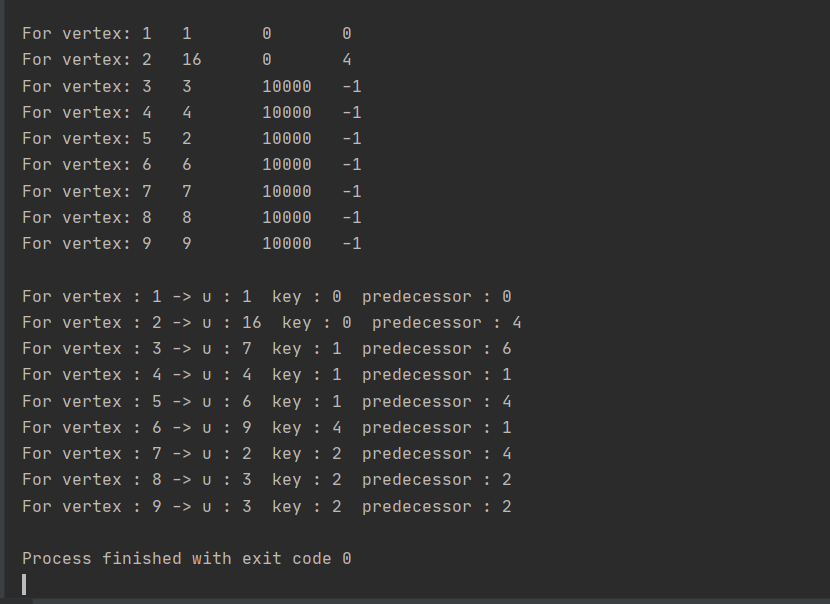 For vertex: 1   1       0       0
For vertex: 2   16      0       4
For vertex: 3   3       10000   -1
For vertex: 4   4       10000   -1
For vertex: 5   2       10000   -1
For vertex: 6   6       10000   -1
For vertex: 7   7       10000   -1
For vertex: 8   8       10000   -1
For vertex: 9   9       10000   -1
For vertex : 1 -> u : 1  key : 0  predecessor : 0
For vertex : 2 -> u : 16  key : 0  predecessor : 4
For vertex : 3 -> u : 7  key : 1  predecessor : 6
For vertex : 4 -> u : 4  key : 1  predecessor : 1
For vertex : 5 -> u : 6  key : 1  predecessor : 4
For vertex : 6 -> u : 9  key : 4  predecessor : 1
For vertex : 7 -> u : 2  key : 2  predecessor : 4
For vertex : 8 -> u : 3  key : 2  predecessor : 2
For vertex : 9 -> u : 3  key : 2  predecessor : 2
Process finished with exit code 0